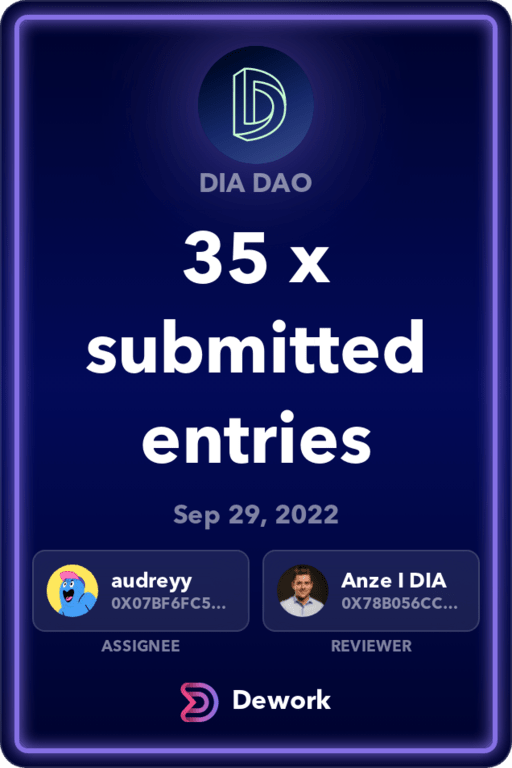 DIA DAO
35 x
submitted
entries
Sep 29, 2022
audreyy
0X07BF6FC5...
ASSIGNEE
Anze I DIA
0X78B056CC...
REVIEWER
Dework